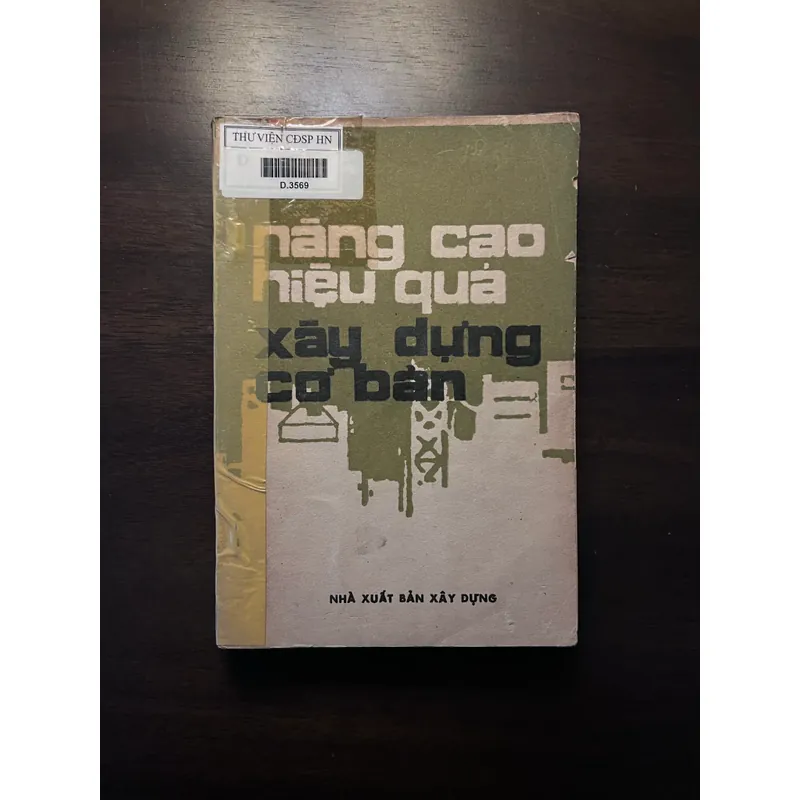 THƯ VIỆN CĐSP HN
D.3569
nâng cao
hiệu quả
xây dựng
cơ bản
NHÀ XUẤT BẢN XÂY DỰNG